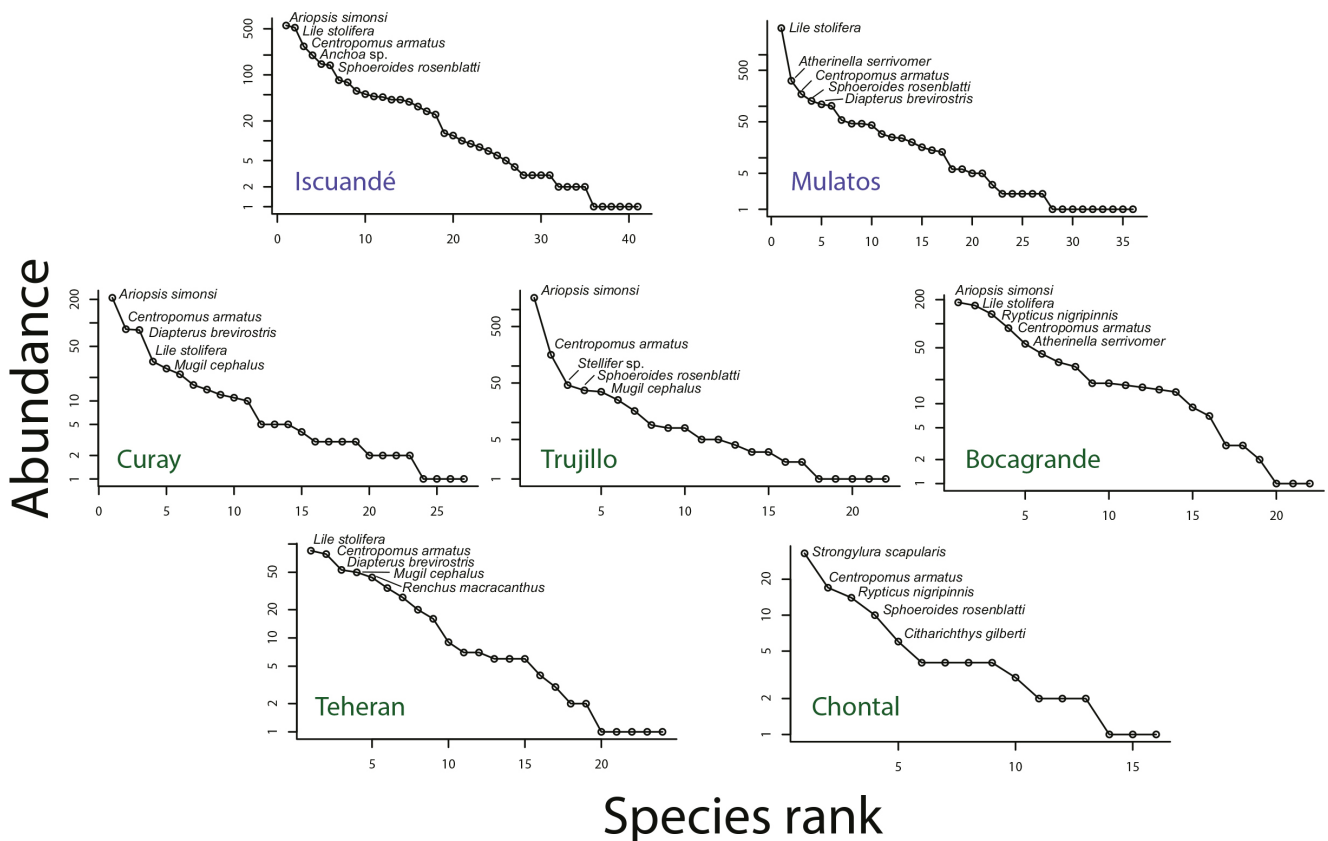 Abundance
500
100
20
5
2
1
Ariopsis simonsi
Lile stolifera
Centropomus armatus
Anchoa sp.
Sphoeroides rosenblatti
Iscuandé
0 10 20 30 40
500
50
5
1
Lile stolifera
Atherinella serrivomer
Centropomus armatus
Sphoeroides rosenblatti
Diapterus brevirostris
Mulatos
0 5 10 15 20 25 30 35
200
50
10
5
2
1
Ariopsis simonsi
Centropomus armatus
Diapterus brevirostris
Lile stolifera
Mugil cephalus
Curay
0 5 10 15 20 25
500
50
5
1
Ariopsis simonsi
Centropomus armatus
Stellifer sp.
Sphoeroides rosenblatti
Mugil cephalus
Trujillo
5 10 15 20
200
50
10
5
2
1
Ariopsis simonsi
Lile stolifera
Rypticus nigripinnis
Centropomus armatus
Atherinella serrivomer
Bocagrande
5 10 15 20
50
20
10
5
2
1
Lile stolifera
Centropomus armatus
Diapterus brevirostris
Mugil cephalus
Renchus macracanthus
Teheran
5 10 15 20
20
10
5
2
1
Strongylura scapularis
Centropomus armatus
Rypticus nigripinnis
Sphoeroides rosenblatti
Citharichthys gilberti
Chontal
5 10 15
Species rank